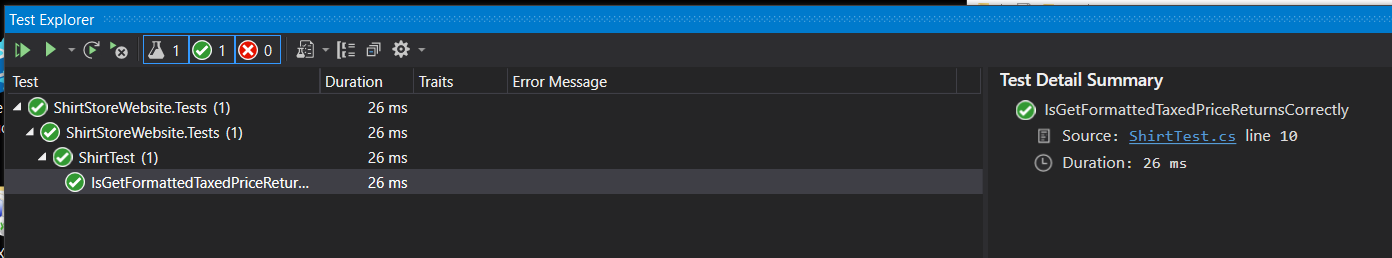 Test Explorer
1 1 0
Test Duration Traits Error Message
ShirtStoreWebsite.Tests (1) 26 ms
ShirtStoreWebsite.Tests (1) 26 ms
ShirtTest (1) 26 ms
IsGetFormattedTaxedPriceRetur... 26 ms
Test Detail Summary
IsGetFormattedTaxedPriceReturnsCorrectly
Source: ShirtTest.cs line 10
Duration: 26 ms